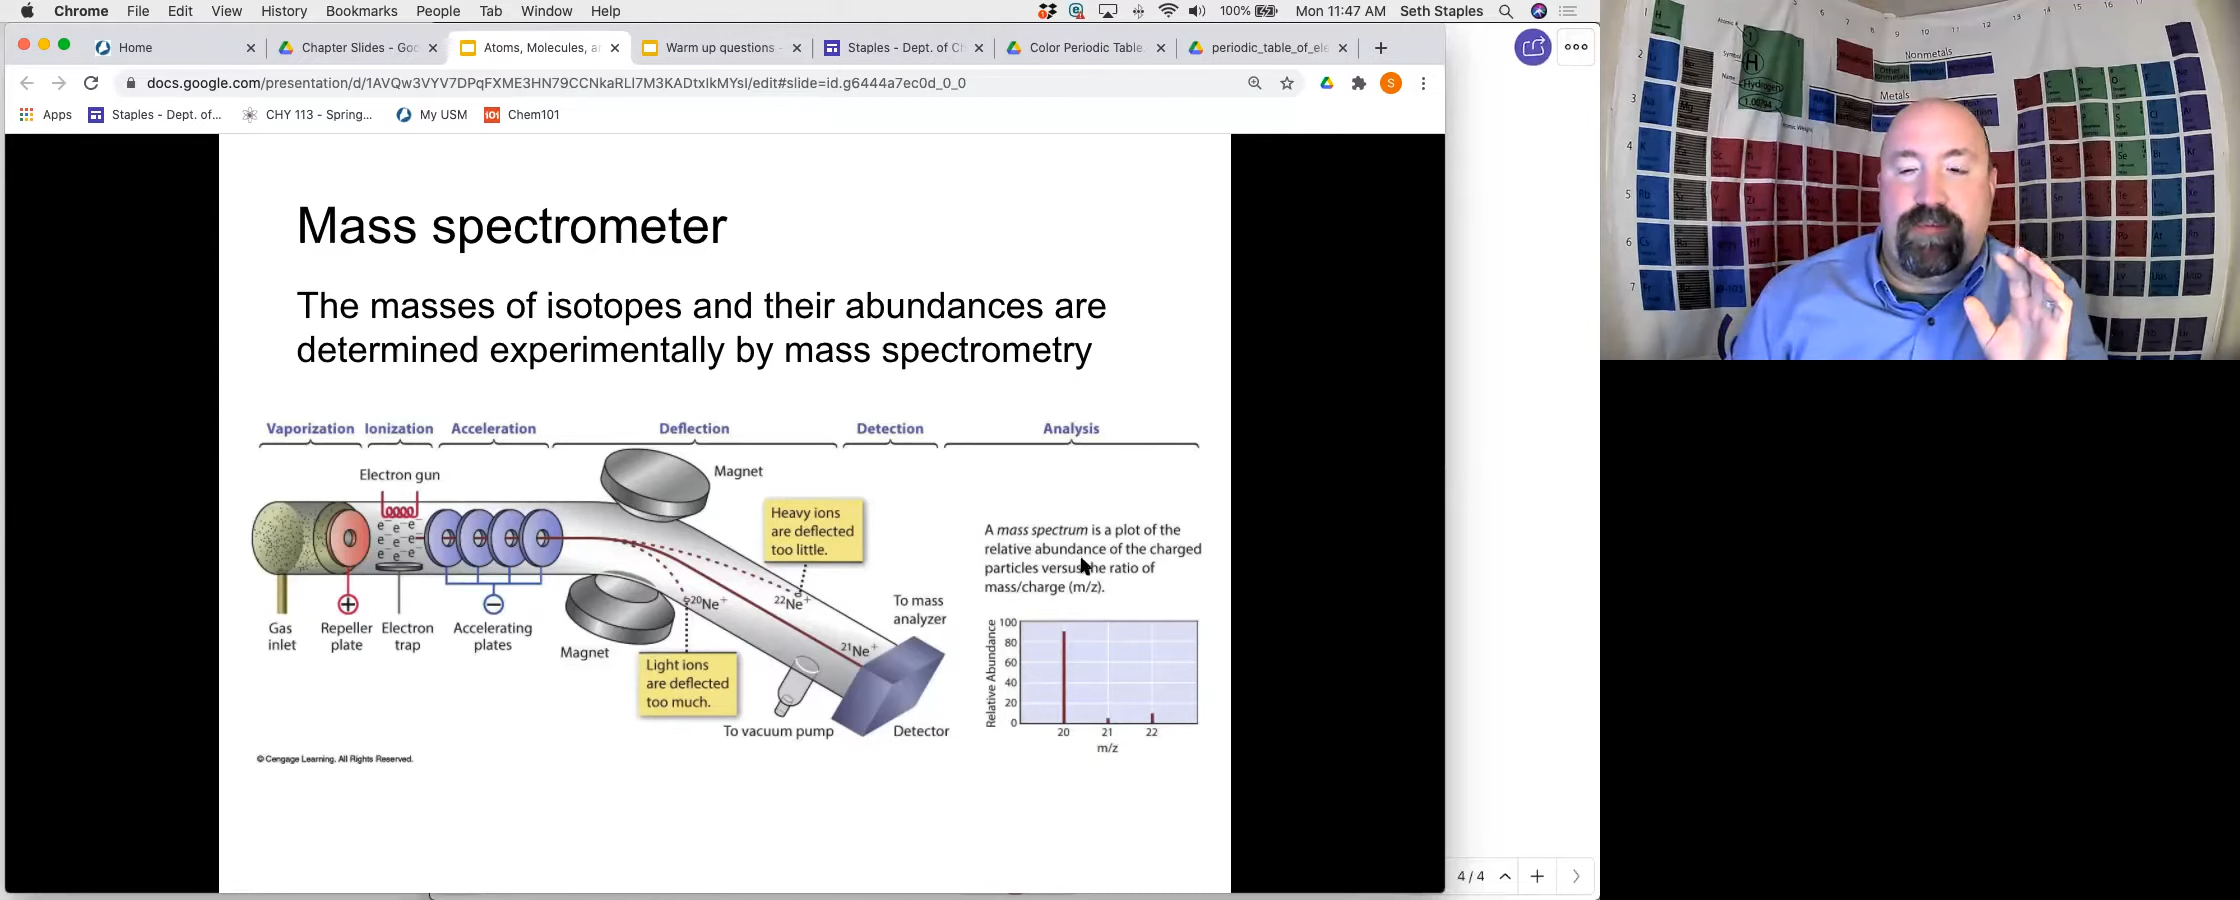 Chrome File Edit View History Bookmarks People Tab Window Help 100% Mon 11:47 AM Seth Staples
Home Chapter Slides - Goo Atoms, Molecules, a Warm up questions - Staples - Dept. of C Color Periodic Table. periodic_table_of_ele
docs.google.com/presentation/d/
Apps Staples - Dept. of... CHY 113 - Spring... My USM 101 Chem101
Mass spectrometer
The masses of isotopes and their abundances are
determined experimentally by mass spectrometry
Vaporization Ionization Acceleration Deflection Detection Analysis
Electron gun
Magnet
Heavy ions
are deflected
too little.
A mass spectrum is a plot of the
relative abundance of the charged
particles versus the ratio of
mass/charge (m/z).
²⁰Ne⁺
²²Ne⁺
²¹Ne⁺
To mass
analyzer
Gas
inlet
Repeller
plate
Electron
trap
Accelerating
plates
Magnet
Light ions
are deflected
too much.
To vacuum pump
Detector
Relative Abundance
100
80
60
40
20
0
20 21 22
m/z
© Cengage Learning. All Rights Reserved.
4 / 4
Nonmetals
Metals
Hydrogen
1.00794